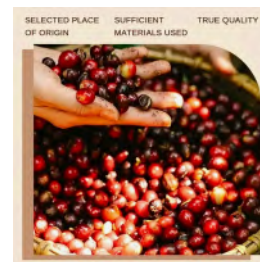 SELECTED PLACE
OF ORIGIN
SUFFICIENT
MATERIALS USED
TRUE QUALITY